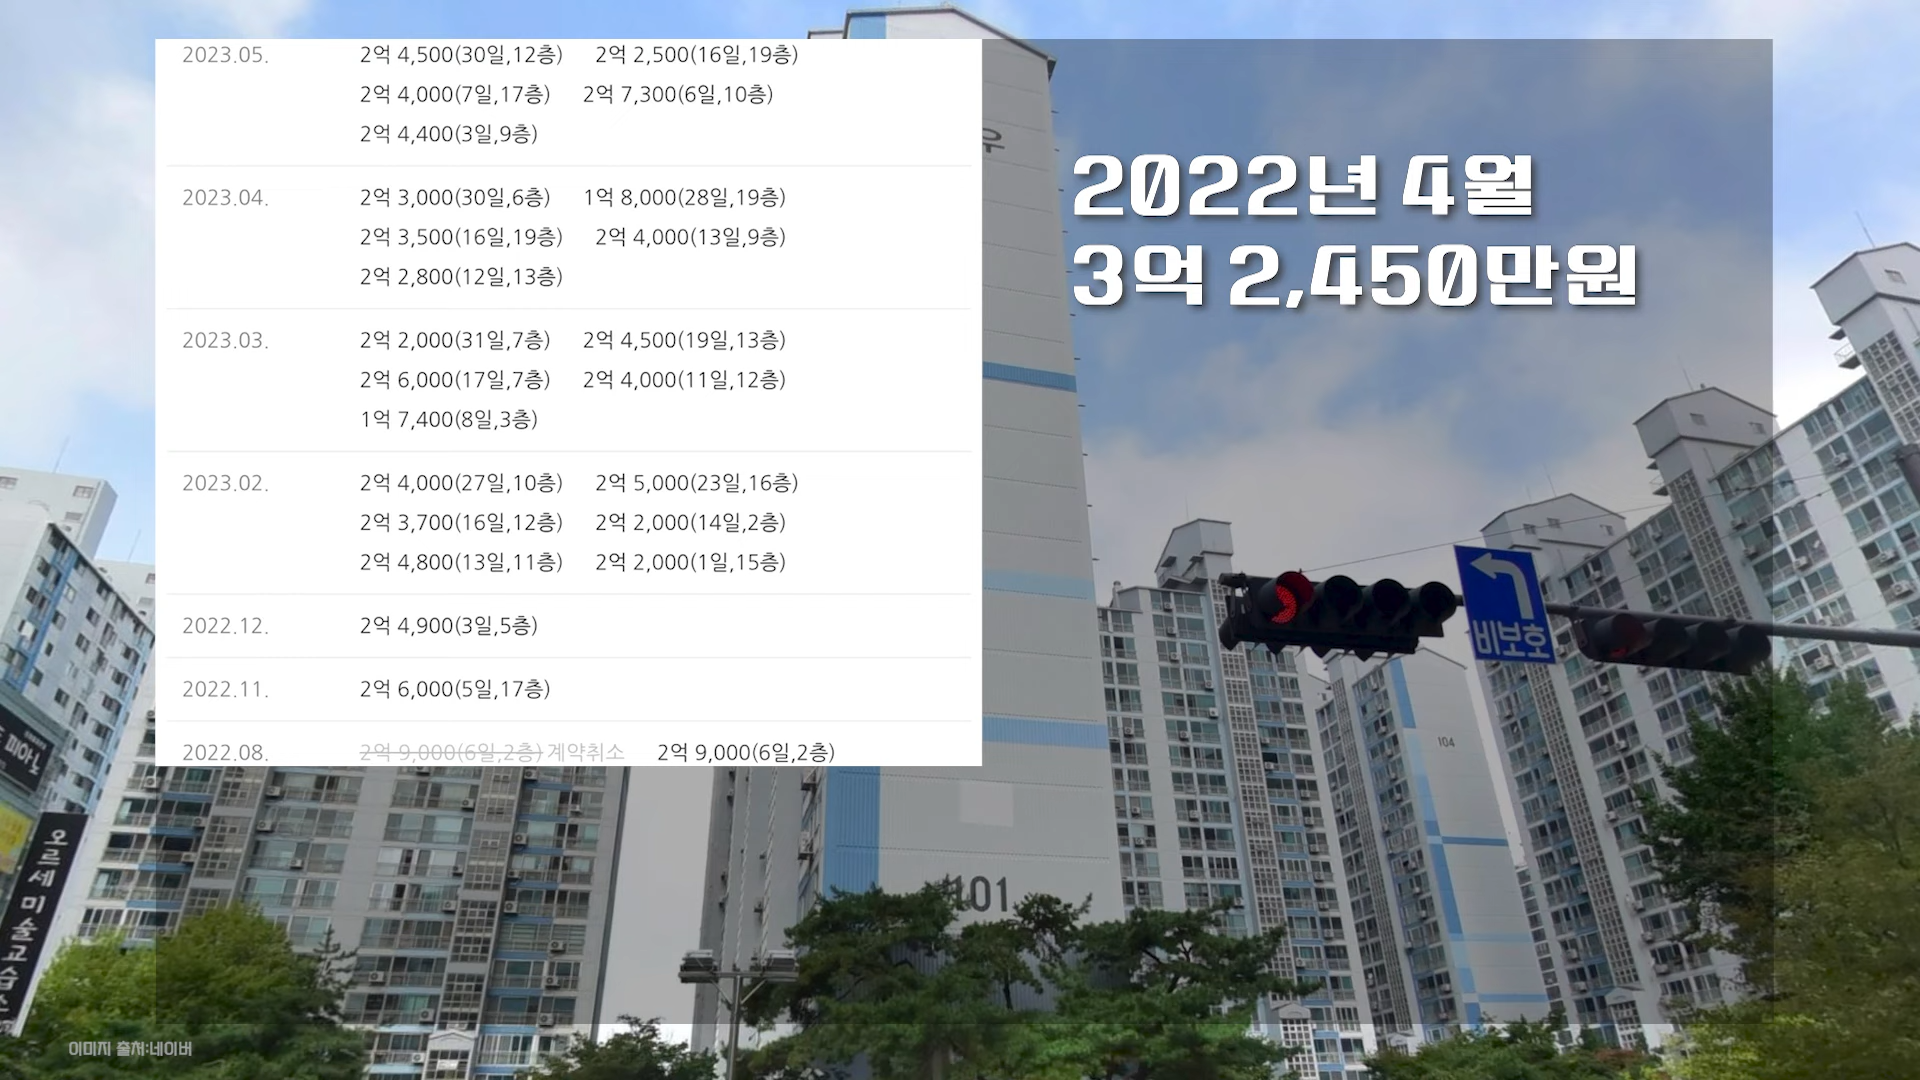 2023.05. 2억 4,500(30일,12층) 2억 2,500(16일,19층)
2억 4,000(7일,17층) 2억 7,300(6일,10층)
2억 4,400(3일,9층)
2023.04. 2억 3,000(30일,6층) 1억 8,000(28일,19층)
2억 3,500(16일,19층) 2억 4,000(13일,9층)
2억 2,800(12일,13층)
2023.03. 2억 2,000(31일,7층) 2억 4,500(19일,13층)
2억 6,000(17일,7층) 2억 4,000(11일,12층)
1억 7,400(8일,3층)
2023.02. 2억 4,000(27일,10층) 2억 5,000(23일,16층)
2억 3,700(16일,12층) 2억 2,000(14일,2층)
2억 4,800(13일,11층) 2억 2,000(1일,15층)
2022.12. 2억 4,900(3일,5층)
2022.11. 2억 6,000(5일,17층)
2022.08. 2억 9,000(6일,2층) 계약취소 2억 9,000(6일,2층)
2022년 4월
3억 2,450만원
우
비보호
104
101
피아노
오르세미술교습소
이미지 출처:네이버